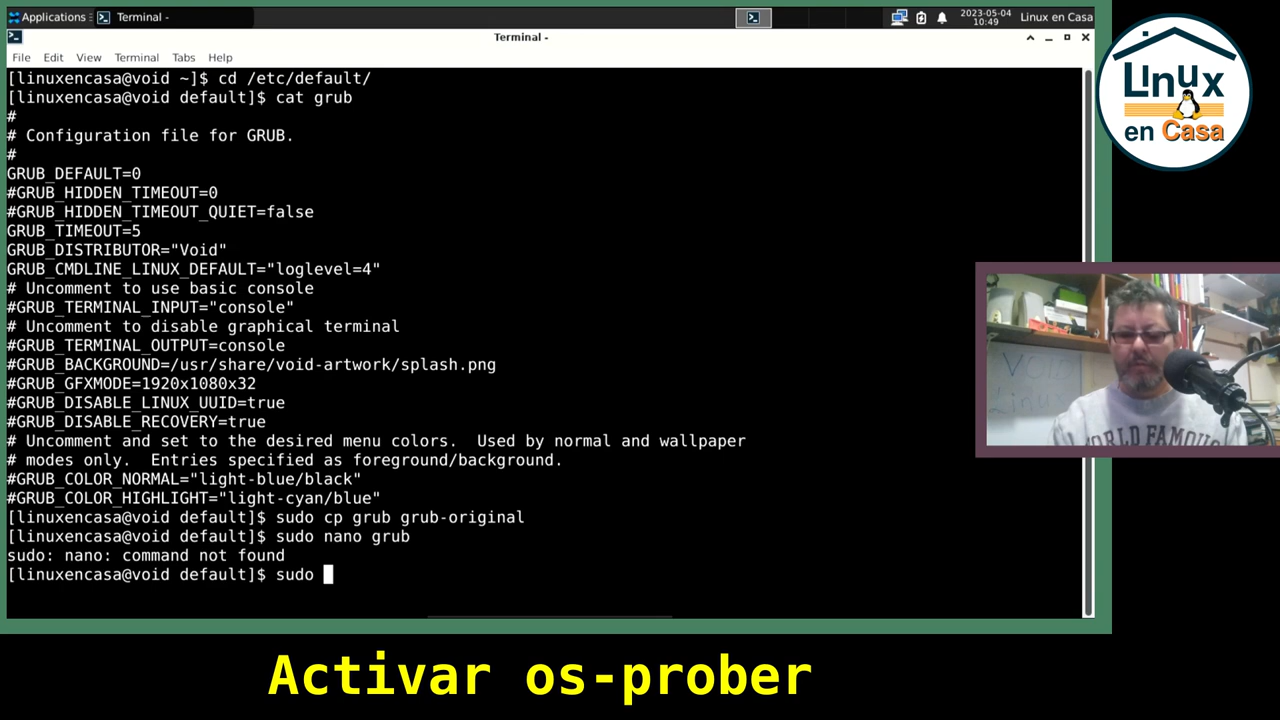 Applications
Terminal -
2023-05-04
10:49
Linux en Casa
Terminal -
File Edit View Terminal Tabs Help
[linuxencasa@void ~]$ cd /etc/default/
[linuxencasa@void default]$ cat grub
#
# Configuration file for GRUB.
#
GRUB_DEFAULT=0
#GRUB_HIDDEN_TIMEOUT=0
#GRUB_HIDDEN_TIMEOUT_QUIET=false
GRUB_TIMEOUT=5
GRUB_DISTRIBUTOR="Void"
GRUB_CMDLINE_LINUX_DEFAULT="loglevel=4"
# Uncomment to use basic console
#GRUB_TERMINAL_INPUT="console"
# Uncomment to disable graphical terminal
#GRUB_TERMINAL_OUTPUT=console
#GRUB_BACKGROUND=/usr/share/void-artwork/splash.png
#GRUB_GFXMODE=1920x1080x32
#GRUB_DISABLE_LINUX_UUID=true
#GRUB_DISABLE_RECOVERY=true
# Uncomment and set to the desired menu colors.  Used by normal and wallpaper
# modes only.  Entries specified as foreground/background.
#GRUB_COLOR_NORMAL="light-blue/black"
#GRUB_COLOR_HIGHLIGHT="light-cyan/blue"
[linuxencasa@void default]$ sudo cp grub grub-original
[linuxencasa@void default]$ sudo nano grub
sudo: nano: command not found
[linuxencasa@void default]$ sudo
Linux
en Casa
VOID
Linux
WORLD FAMOUS
Activar os-prober